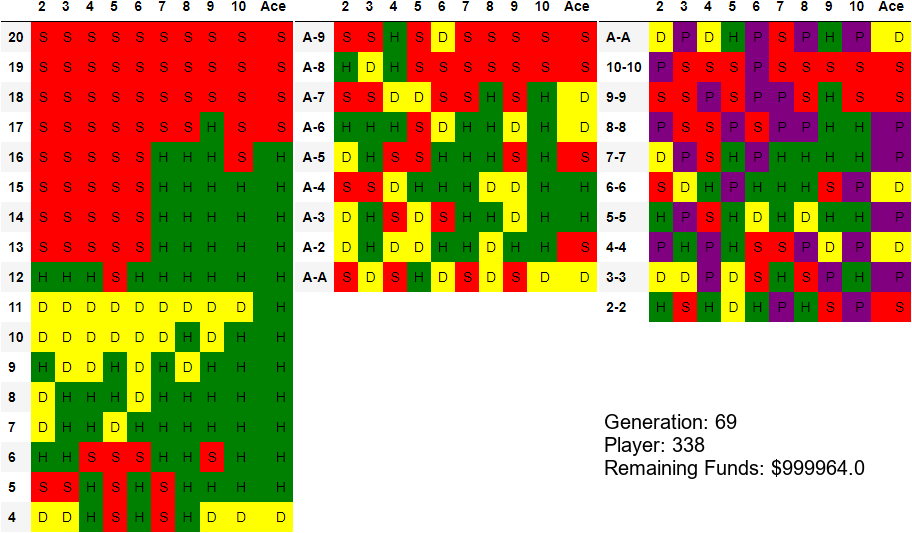 2 3 4 5 6 7 8 9 10 Ace
20 S S S S S S S S S S
19 S S S S S S S S S S
18 S S S S S S S S S S
17 S S S S S S S H S S
16 S S S S S H H H S H
15 S S S S S H H H H H
14 S S S S S H H H H H
13 S S S S S H H H H H
12 H H H S H H H H H H
11 D D D D D D D D D H
10 D D D D D D H D H H
9 H D D H D H D H H H
8 D H H H D H H H H H
7 D H H D H H H H H H
6 H H S S S H H S H H
5 S S H S H S H H H H
4 D D H S H S H D D D
2 3 4 5 6 7 8 9 10 Ace
A-9 S S H S D S S S S S
A-8 H D H S S S S S S S
A-7 S S D D S S H S H D
A-6 H H H S D H H D H D
A-5 D H S S H H H S H S
A-4 S S D H H H D D H H
A-3 D H S D S H H D H H
A-2 D H D D H H D H H S
A-A S D S H D S D S D D
2 3 4 5 6 7 8 9 10 Ace
A-A D P D H P S P H P D
10-10 P S S S P S S S S S
9-9 S S P S P P S H S S
8-8 P S S P S P P H H P
7-7 D P S H P H H H H P
6-6 S D H P H H H S P D
5-5 H P S H D H D H H P
4-4 P H P H S S P D P D
3-3 D D P D S H S P H P
2-2 H S H D H P H S P S
Generation: 69
Player: 338
Remaining Funds: $999964.0